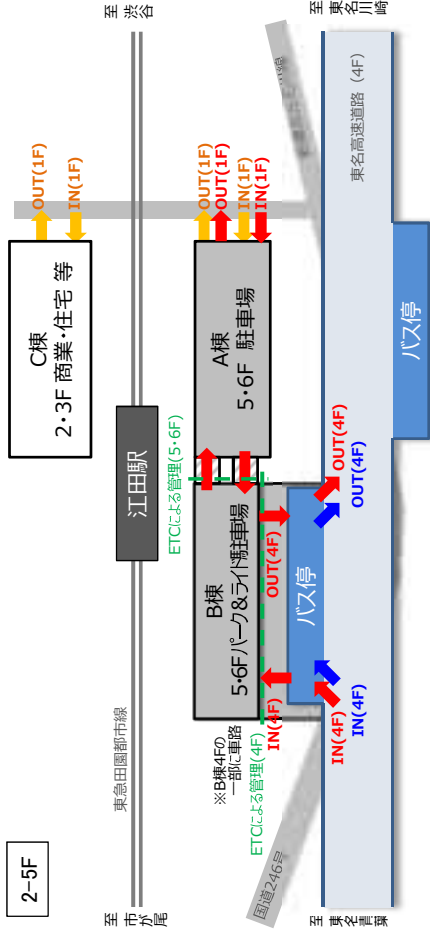 2-5F
至 市が尾
東急田園都市線
江田駅
至 渋谷
C棟
2・3F 商業・住宅 等
OUT(1F)
IN(1F)
ETCによる管理(5・6F)
B棟
5・6Fパーク&ライド駐車場
A棟
5・6F 駐車場
OUT(1F)
OUT(1F)
IN(1F)
IN(1F)
※B棟4Fの
一部に車路
ETCによる管理(4F)
IN(4F)
OUT(4F)
国道246号
バス停
IN(4F)
IN(4F)
OUT(4F)
OUT(4F)
至 東名青葉
東名高速道路（4F）
至 東名川崎
バス停